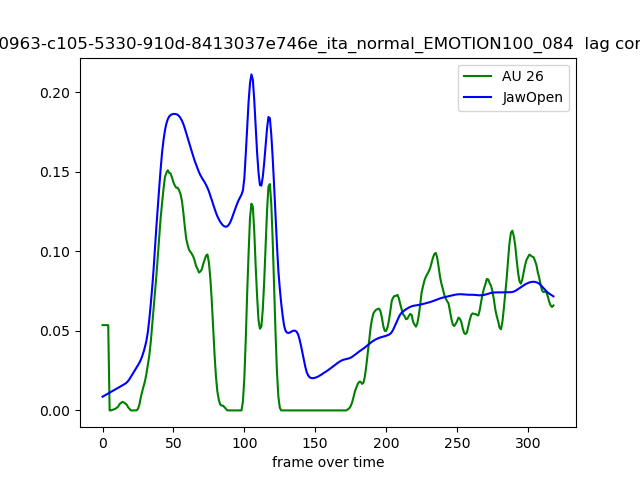 0963-c105-5330-910d-8413037e746e_ita_normal_EMOTION100_084 lag cor
AU 26
JawOpen
0.20
0.15
0.10
0.05
0.00
0 50 100 150 200 250 300
frame over time